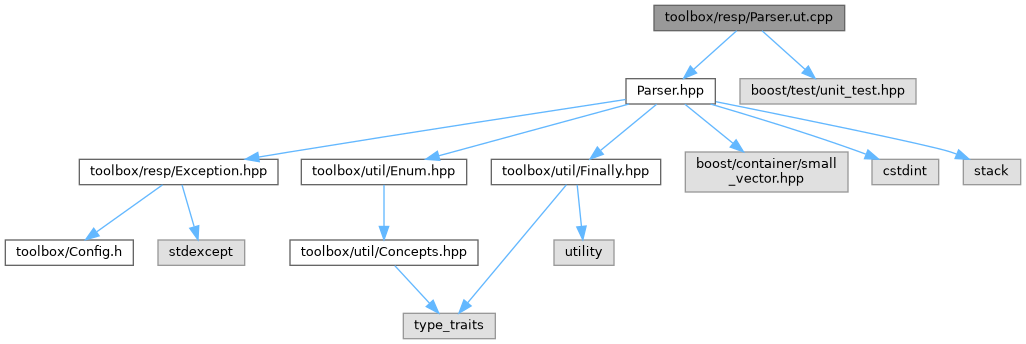 toolbox/resp/Parser.ut.cpp
Parser.hpp
boost/test/unit_test.hpp
toolbox/resp/Exception.hpp
toolbox/util/Enum.hpp
toolbox/util/Finally.hpp
boost/container/small
_vector.hpp
cstdint
stack
toolbox/Config.h
stdexcept
toolbox/util/Concepts.hpp
utility
type_traits